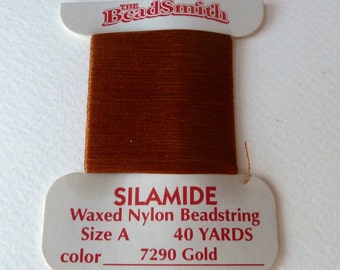 THE
BeadSmith
SILAMIDE
Waxed Nylon Beadstring
Size A 40 YARDS
color 7290 Gold